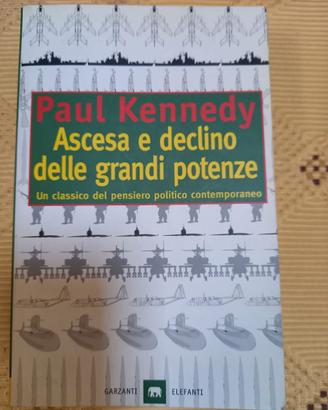 Paul Kennedy
Ascesa e declino
delle grandi potenze
Un classico del pensiero politico contemporaneo
GARZANTI ELEFANTI